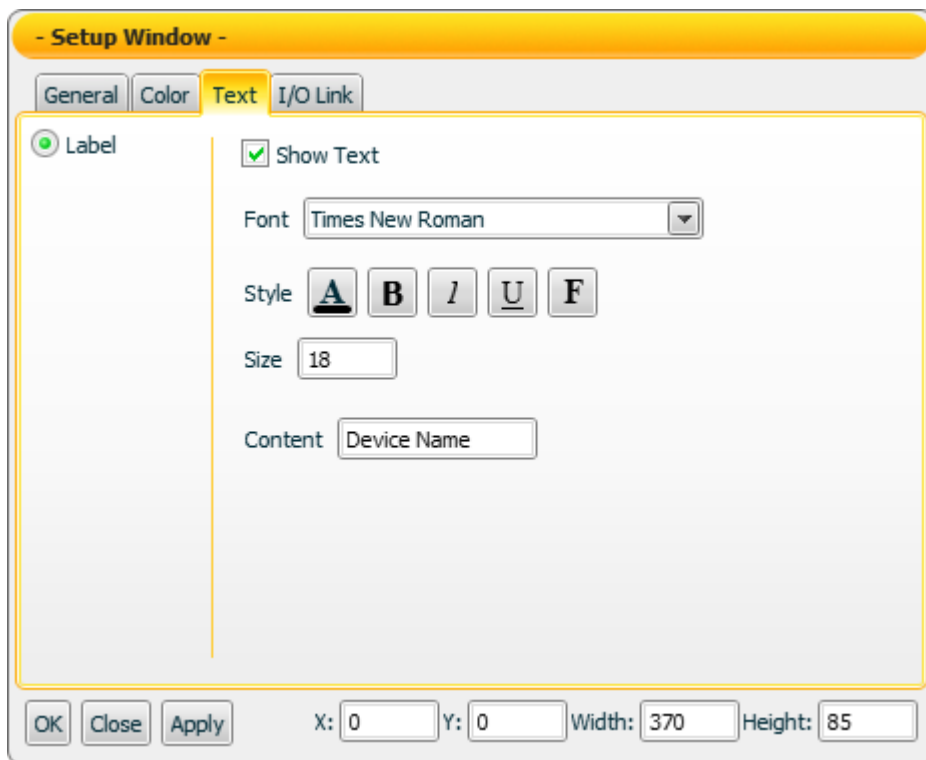 - Setup Window -
General Color Text I/O Link
Label
Show Text
Font Times New Roman
Style A B I U F
Size 18
Content Device Name
OK Close Apply X: 0 Y: 0 Width: 370 Height: 85